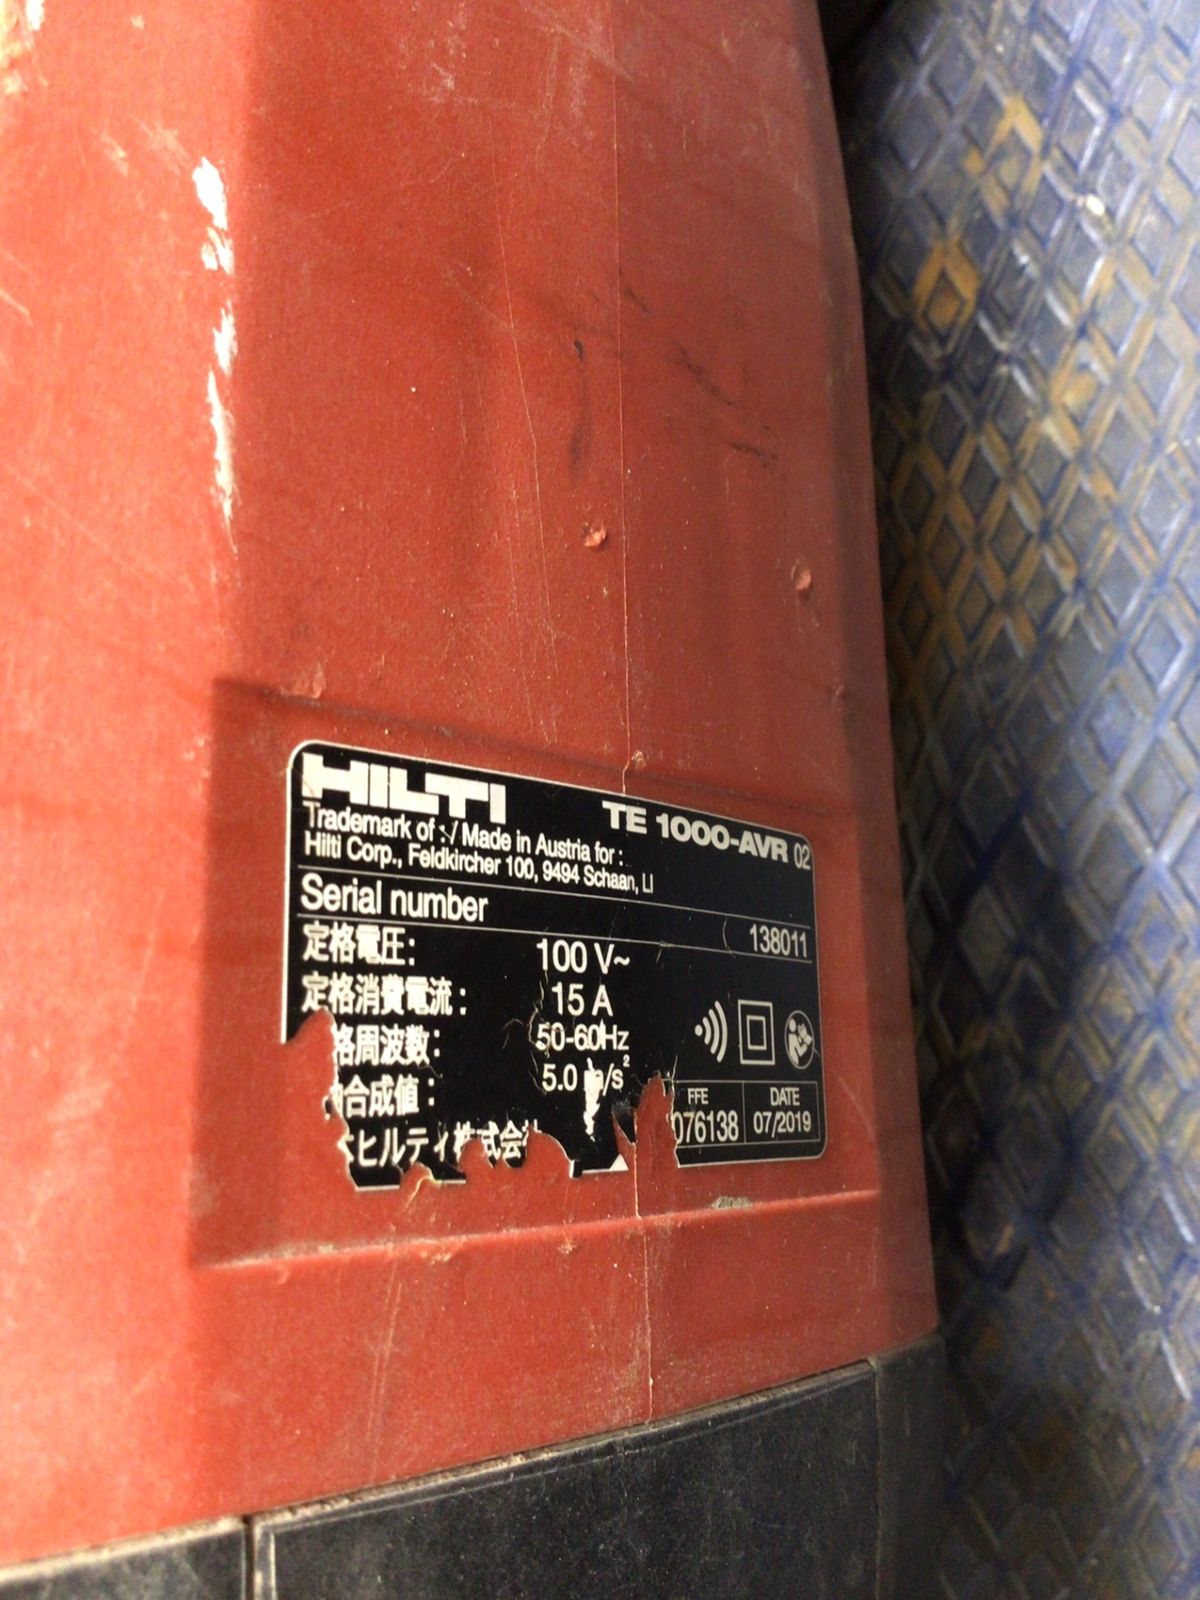 HILTI TE 1000-AVR 02
Trademark of :/ Made in Austria for :
Hilti Corp., Feldkircher 100, 9494 Schaan, LI
Serial number 138011
定格電圧: 100 V~
定格消費電流: 15 A
格周波数: 50-60Hz
合成値: 5.0 m/s²
ヒルティ株式会
FFE DATE
076138 07/2019